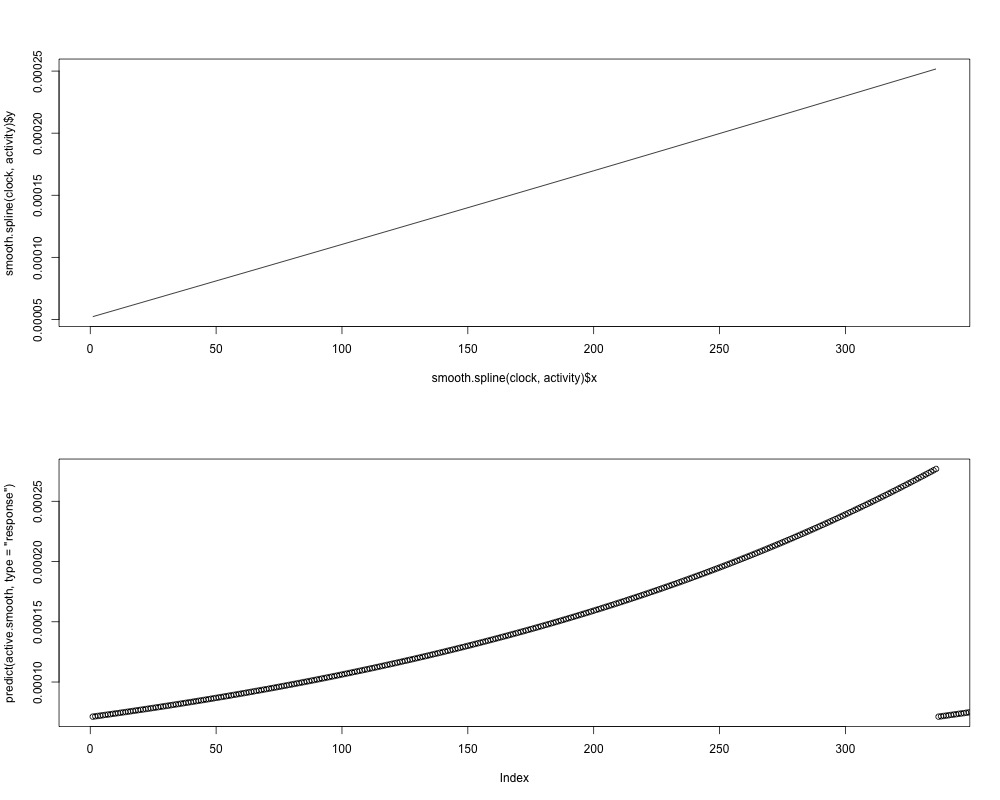 smooth.spline(clock, activity)$y
0.00025
0.00020
0.00015
0.00010
0.00005
0 50 100 150 200 250 300
smooth.spline(clock, activity)$x
predict(active.smooth, type = "response")
0.00025
0.00020
0.00015
0.00010
0 50 100 150 200 250 300
Index